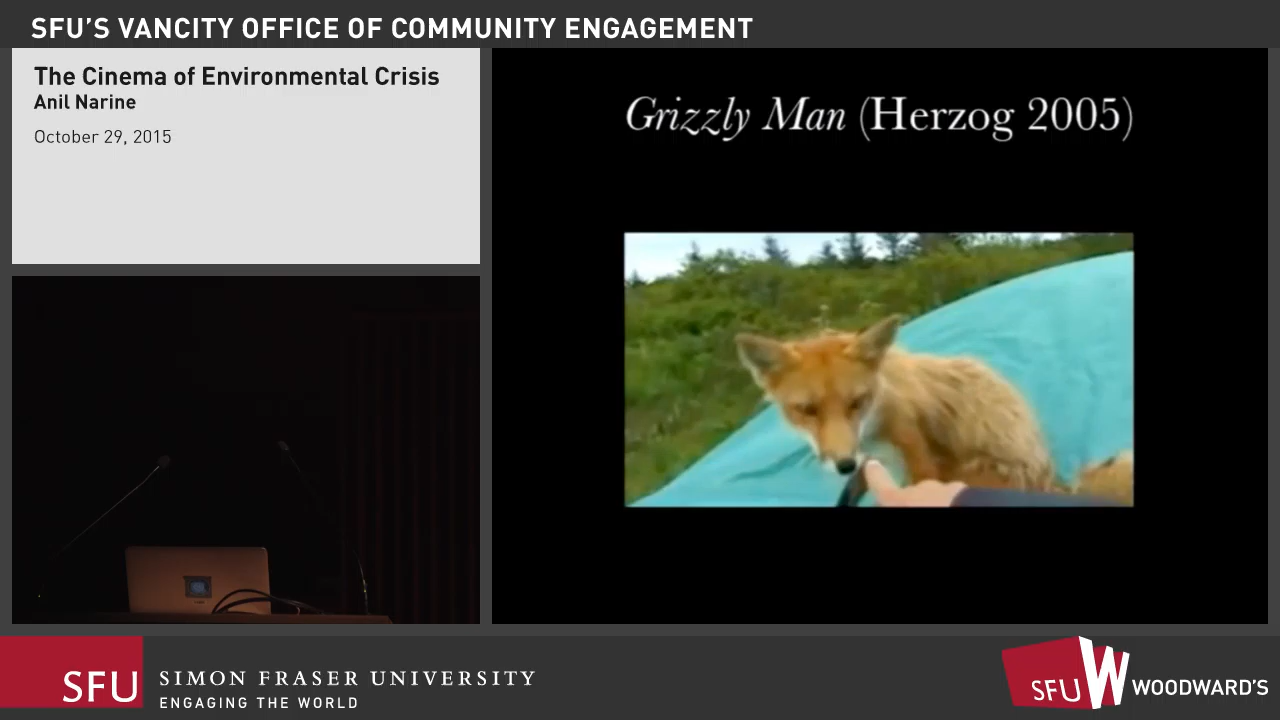 SFU'S VANCITY OFFICE OF COMMUNITY ENGAGEMENT
The Cinema of Environmental Crisis
Anil Narine
October 29, 2015
Grizzly Man (Herzog 2005)
SFU
SIMON FRASER UNIVERSITY
ENGAGING THE WORLD
SFU W WOODWARD'S